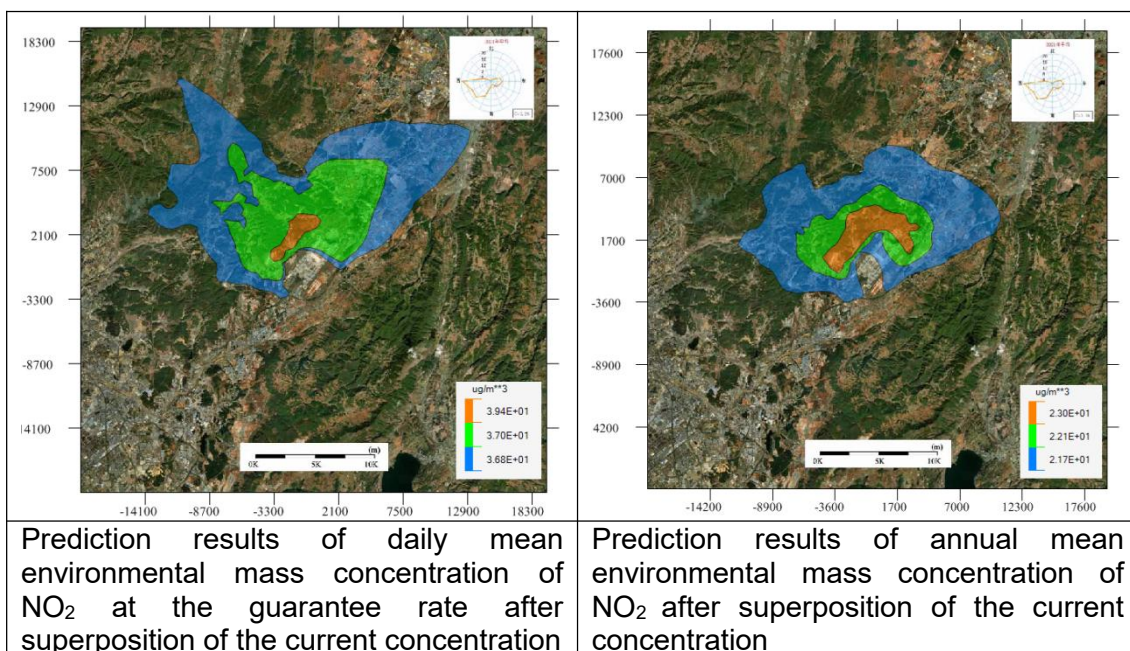 18300
12900
7500
2100
-3300
-8700
14100
-14100 -8700 -3300 2100 7500 12900 18300
ug/m**3
3.94E+01
3.70E+01
3.68E+01
(m)
0K 5K 10K
17600
12300
7000
1700
-3600
-8900
4200
-14200 -8900 -3600 1700 7000 12300 17600
ug/m**3
2.30E+01
2.21E+01
2.17E+01
(m)
0K 5K 10K
Prediction results of daily mean
environmental mass concentration of
NO₂ at the guarantee rate after
superposition of the current concentration
Prediction results of annual mean
environmental mass concentration of
NO₂ after superposition of the current
concentration